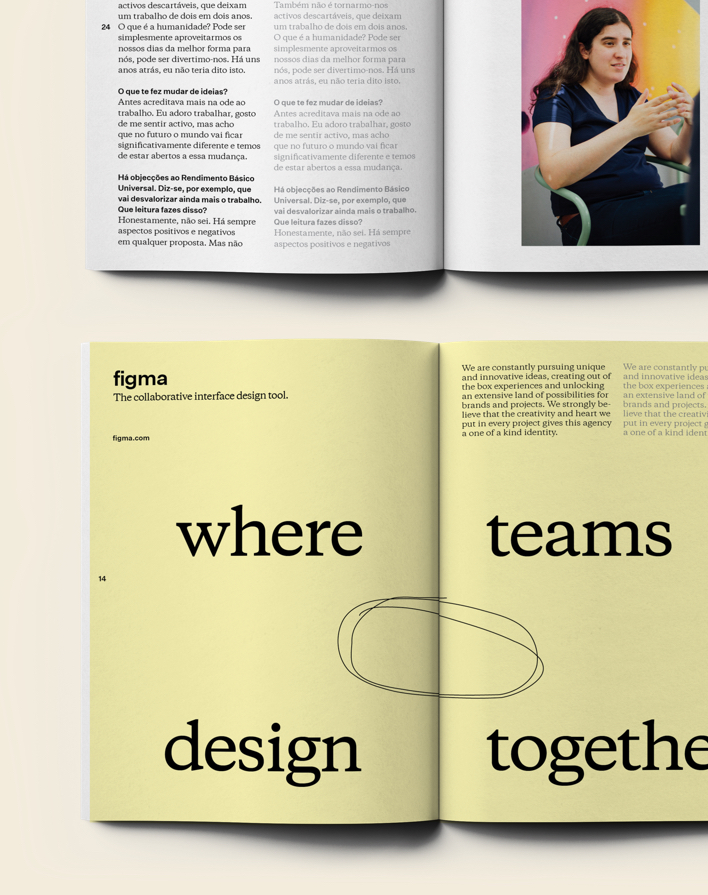 activos descartáveis, que deixam
um trabalho de dois em dois anos.
24
O que é a humanidade? Pode ser
simplesmente aproveitarmos os
nossos dias da melhor forma para
nós, pode ser divertimo-nos. Há uns
anos atrás, eu não teria dito isto.
O que te fez mudar de ideias?
Antes acreditava mais na ode ao
trabalho. Eu adoro trabalhar, gosto
de me sentir activo, mas acho
que no futuro o mundo vai ficar
significativamente diferente e temos
de estar abertos a essa mudança.
Há objecções ao Rendimento Básico
Universal. Diz-se, por exemplo, que
vai desvalorizar ainda mais o trabalho.
Que leitura fazes disso?
Honestamente, não sei. Há sempre
aspectos positivos e negativos
em qualquer proposta. Mas não
Também não é tornarmo-nos
activos descartáveis, que deixam
um trabalho de dois em dois anos.
O que é a humanidade? Pode ser
simplesmente aproveitarmos os
nossos dias da melhor forma para
nós, pode ser divertimo-nos. Há uns
anos atrás, eu não teria dito isto.
O que te fez mudar de ideias?
Antes acreditava mais na ode ao
trabalho. Eu adoro trabalhar, gosto
de me sentir activo, mas acho
que no futuro o mundo vai ficar
significativamente diferente e temos
de estar abertos a essa mudança.
Há objecções ao Rendimento Básico
Universal. Diz-se, por exemplo, que
vai desvalorizar ainda mais o trabalho.
Que leitura fazes disso?
Honestamente, não sei. Há sempre
aspectos positivos e negativos
figma
The collaborative interface design tool.
figma.com
We are constantly pursuing unique
and innovative ideas, creating out of
the box experiences and unlocking
an extensive land of possibilities for
brands and projects. We strongly be-
lieve that the creativity and heart we
put in every project gives this agency
a one of a kind identity.
We are constantly pu
and innovative ideas
the box experiences a
an extensive land of
brands and projects.
lieve that the creativ
put in every project g
a one of a kind ident
where teams
14
design togethe